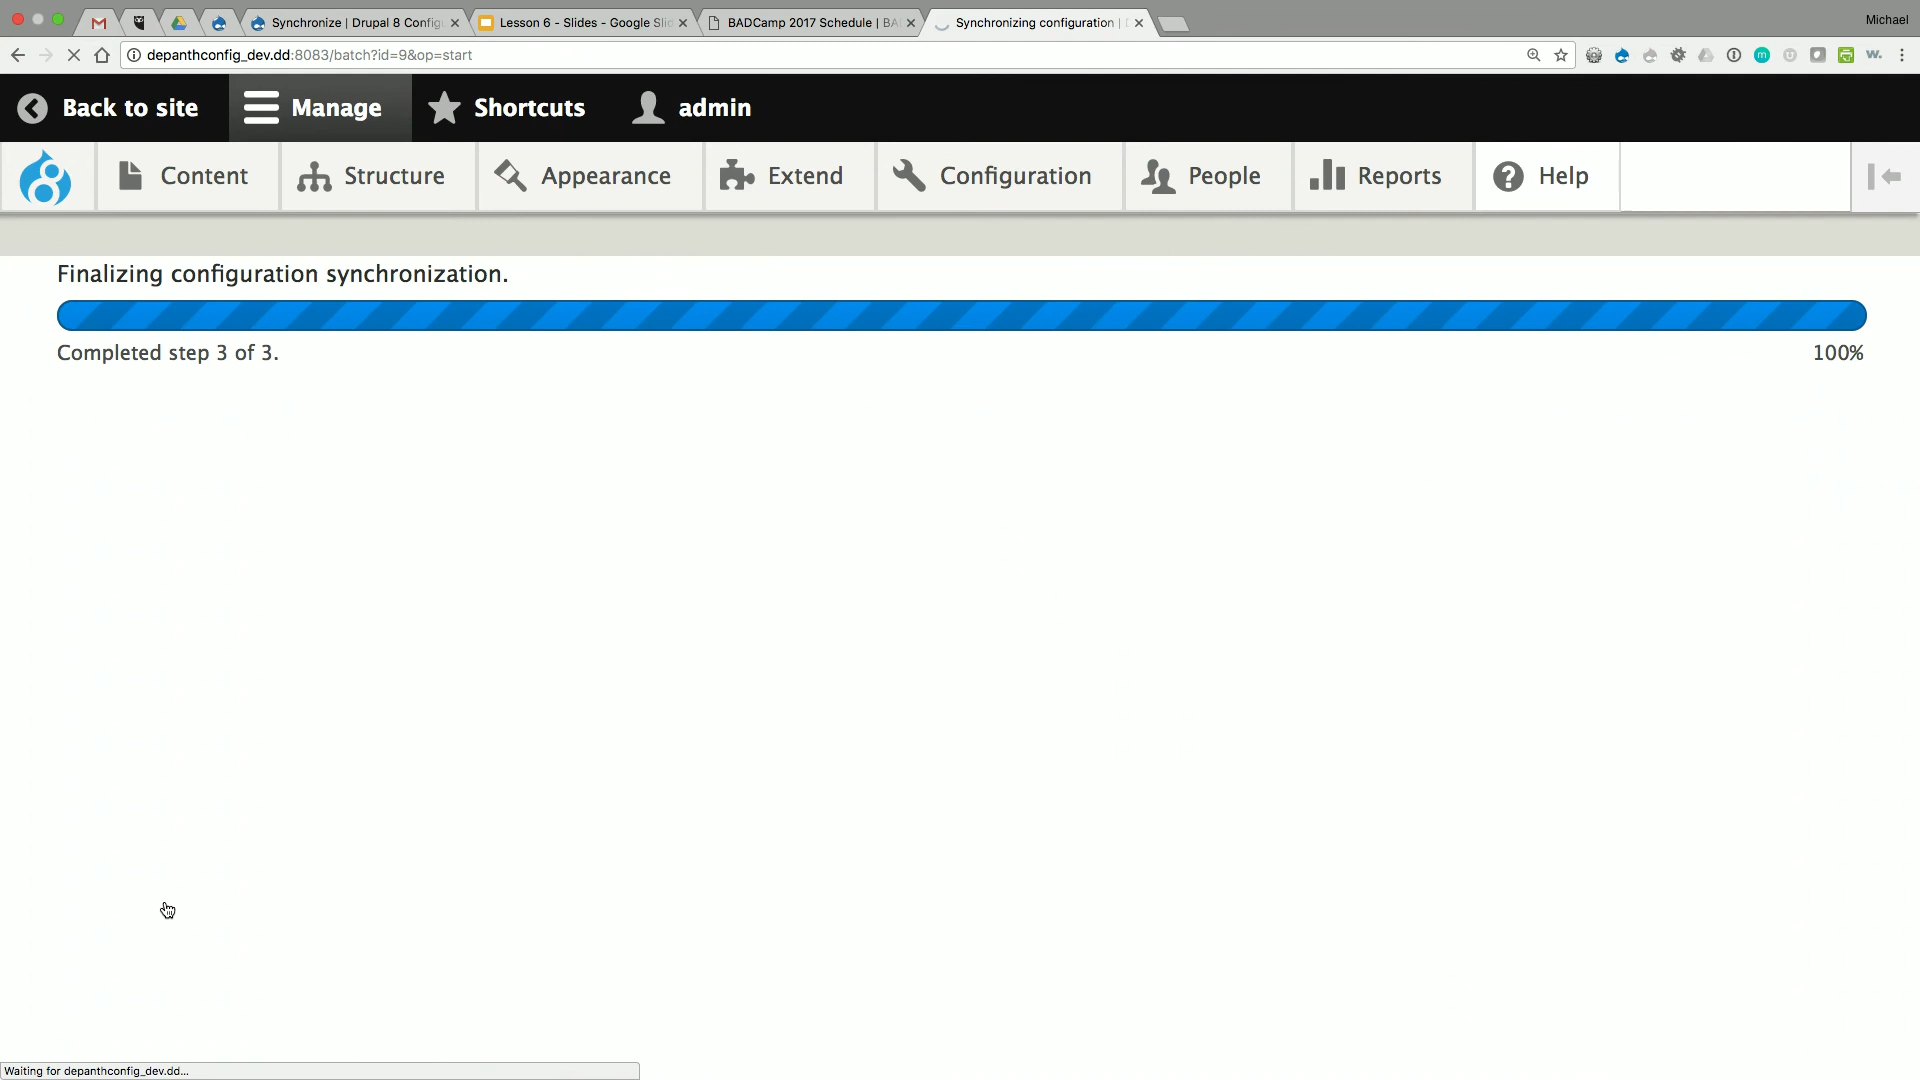 Synchronize | Drupal 8 Config
Lesson 6 - Slides - Google Slid
BADCamp 2017 Schedule | BA
Synchronizing configuration |
Michael
depanthconfig_dev.dd:8083/batch?id=9&op=start
Back to site
Manage
Shortcuts
admin
Content
Structure
Appearance
Extend
Configuration
People
Reports
Help
Finalizing configuration synchronization.
Completed step 3 of 3.
100%
Waiting for depanthconfig_dev.dd...